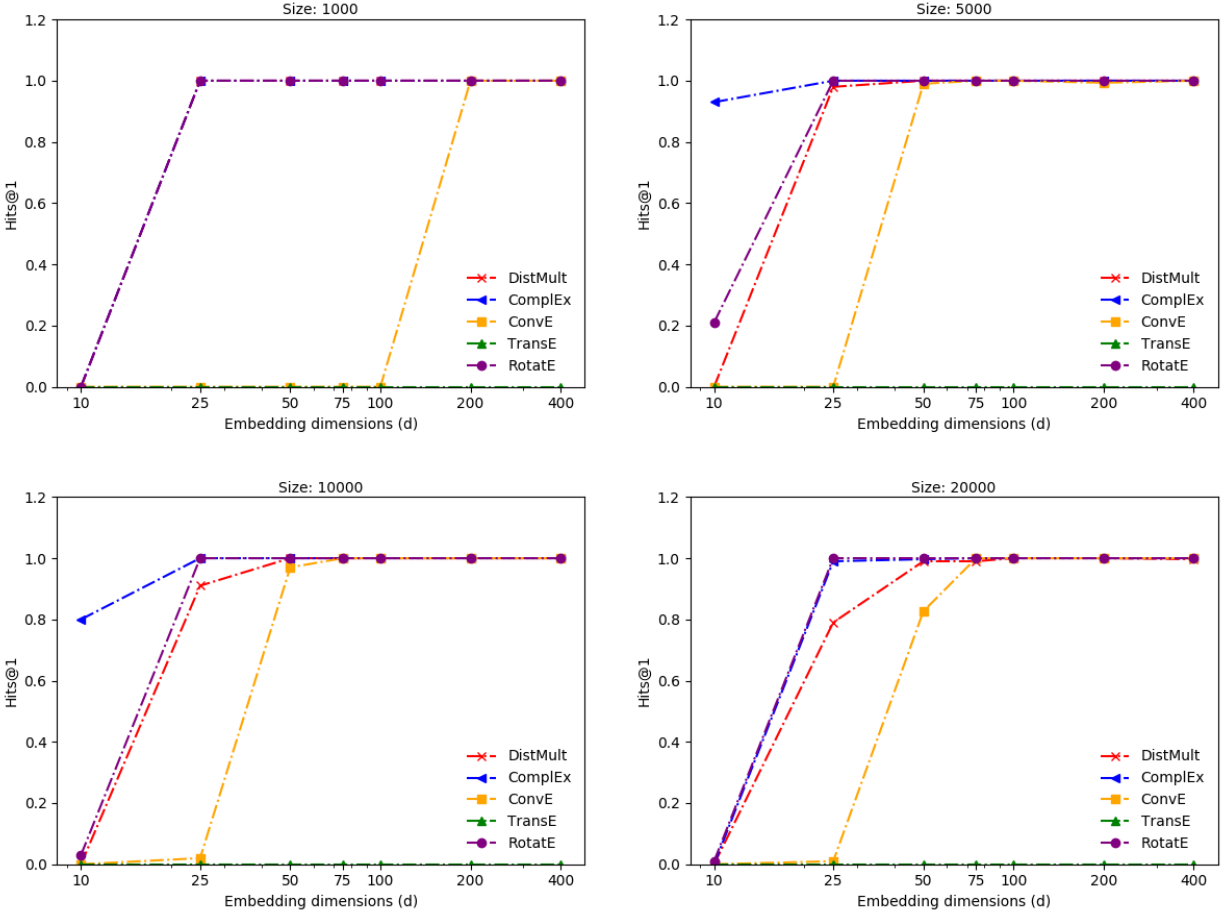 Size: 1000
1.2
1.0
0.8
0.6
0.4
0.2
0.0
Hits@1
DistMult
ComplEx
ConvE
TransE
RotatE
10 25 50 75 100 200 400
Embedding dimensions (d)
Size: 5000
1.2
1.0
0.8
0.6
0.4
0.2
0.0
Hits@1
DistMult
ComplEx
ConvE
TransE
RotatE
10 25 50 75 100 200 400
Embedding dimensions (d)
Size: 10000
1.2
1.0
0.8
0.6
0.4
0.2
0.0
Hits@1
DistMult
ComplEx
ConvE
TransE
RotatE
10 25 50 75 100 200 400
Embedding dimensions (d)
Size: 20000
1.2
1.0
0.8
0.6
0.4
0.2
0.0
Hits@1
DistMult
ComplEx
ConvE
TransE
RotatE
10 25 50 75 100 200 400
Embedding dimensions (d)